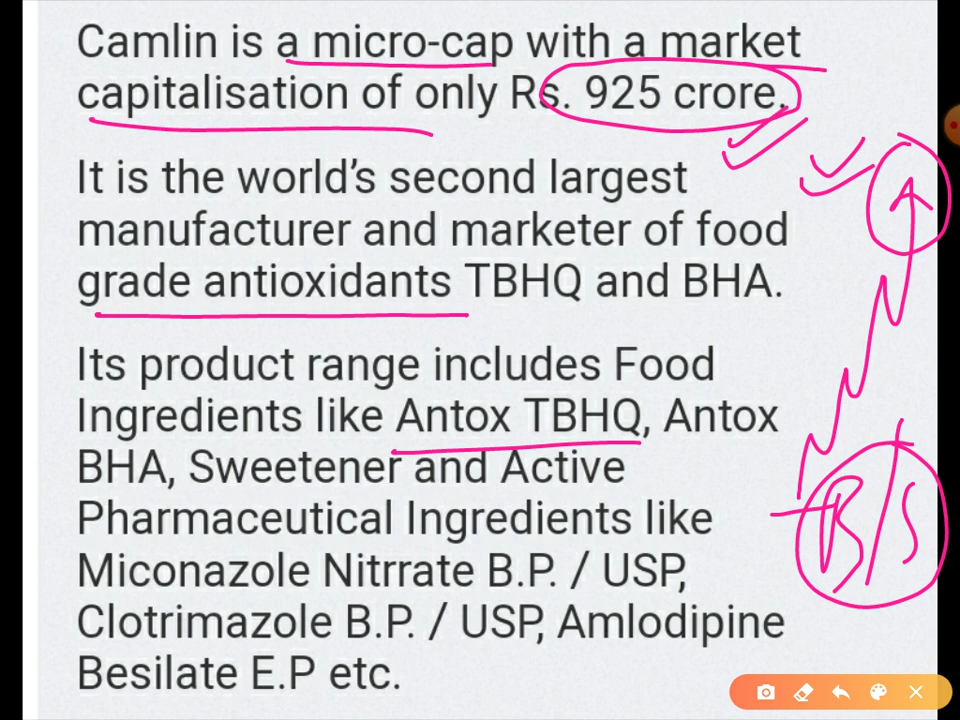 Camlin is a micro-cap with a market
capitalisation of only Rs. 925 crore.
It is the world's second largest
manufacturer and marketer of food
grade antioxidants TBHQ and BHA.
Its product range includes Food
Ingredients like Antox TBHQ, Antox
BHA, Sweetener and Active
Pharmaceutical Ingredients like
Miconazole Nitrrate B.P. / USP,
Clotrimazole B.P. / USP, Amlodipine
Besilate E.P etc.
B/S